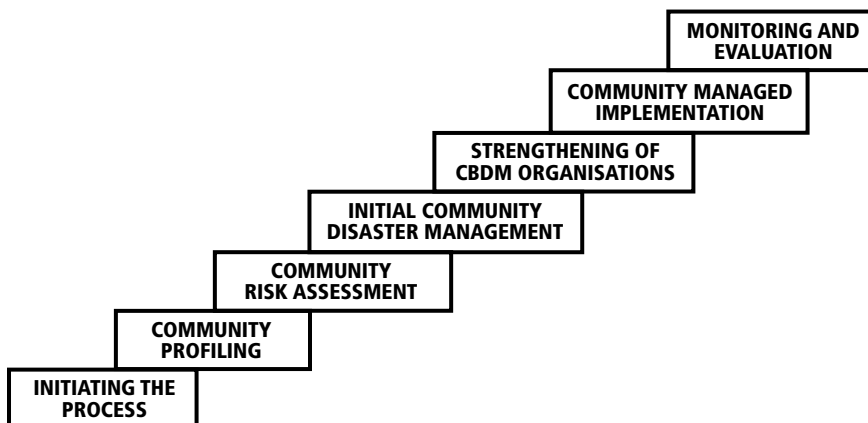 MONITORING AND
EVALUATION
COMMUNITY MANAGED
IMPLEMENTATION
STRENGTHENING OF
CBDM ORGANISATIONS
INITIAL COMMUNITY
DISASTER MANAGEMENT
COMMUNITY
RISK ASSESSMENT
COMMUNITY
PROFILING
INITIATING THE
PROCESS